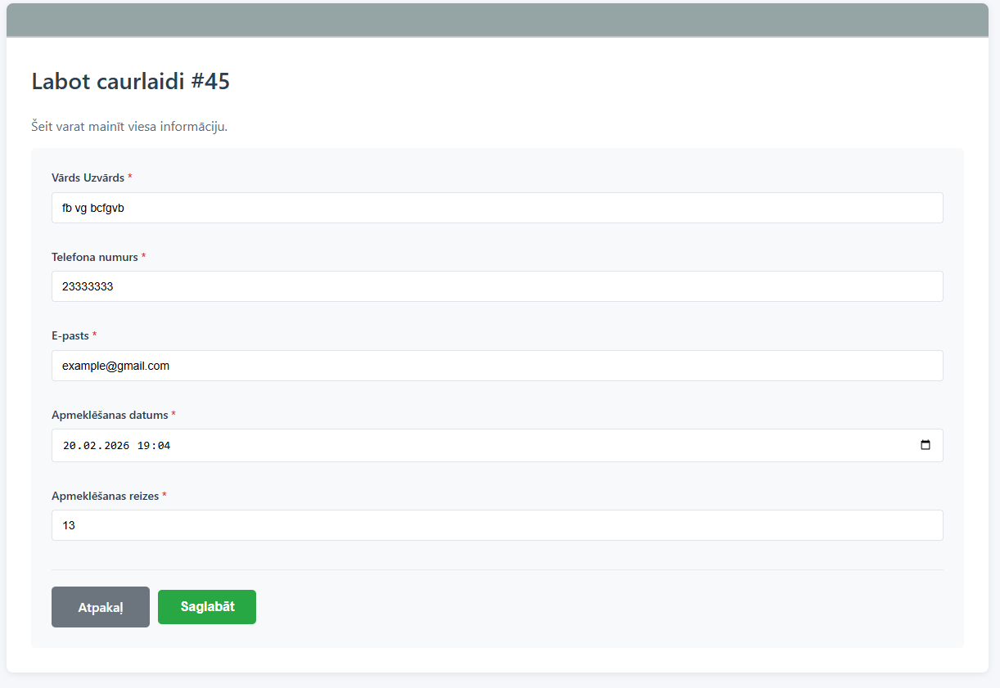 Labot caurlaidi #45
Šeit varat mainīt viesa informāciju.
Vārds Uzvārds *
fb vg bcfgvb
Telefona numurs *
23333333
E-pasts *
example@gmail.com
Apmeklēšanas datums *
20.02.2026 19:04
Apmeklēšanas reizes *
13
Atpakaļ Saglabāt